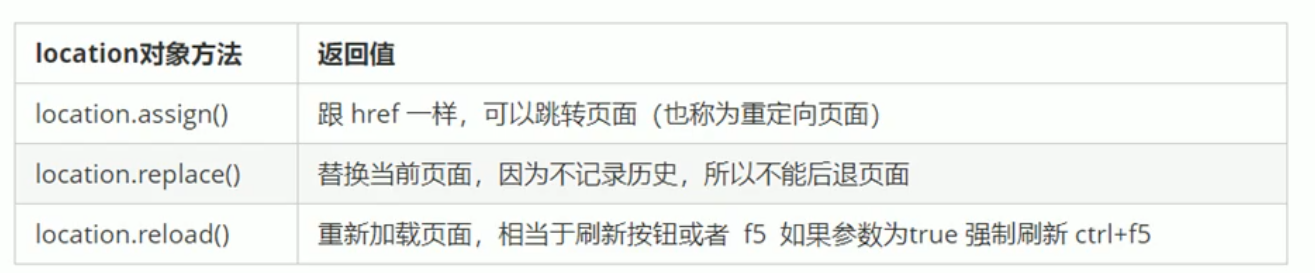 location对象方法 返回值
location.assign() 跟 href 一样，可以跳转页面（也称为重定向页面）
location.replace() 替换当前页面，因为不记录历史，所以不能后退页面
location.reload() 重新加载页面，相当于刷新按钮或者 f5 如果参数为true 强制刷新 ctrl+f5